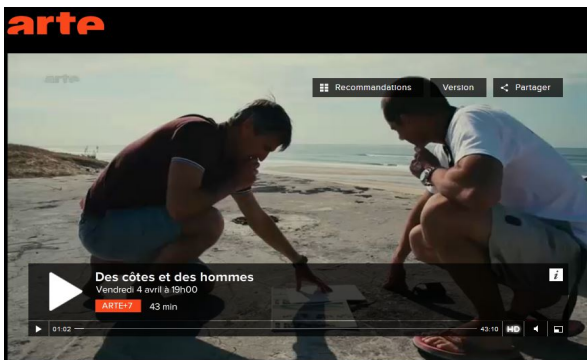 arte
arte
Recommandations
Version
Partager
Des côtes et des hommes
i
Vendredi 4 avril à 19h00
ARTE+7 43 min
01:02 43:10 HD